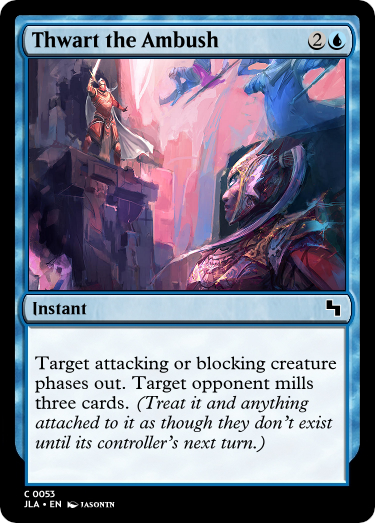 Thwart the Ambush 2
Instant
Target attacking or blocking creature
phases out. Target opponent mills
three cards. (Treat it and anything
attached to it as though they don't exist
until its controller's next turn.)
C 0053
JLA • EN JASONTN